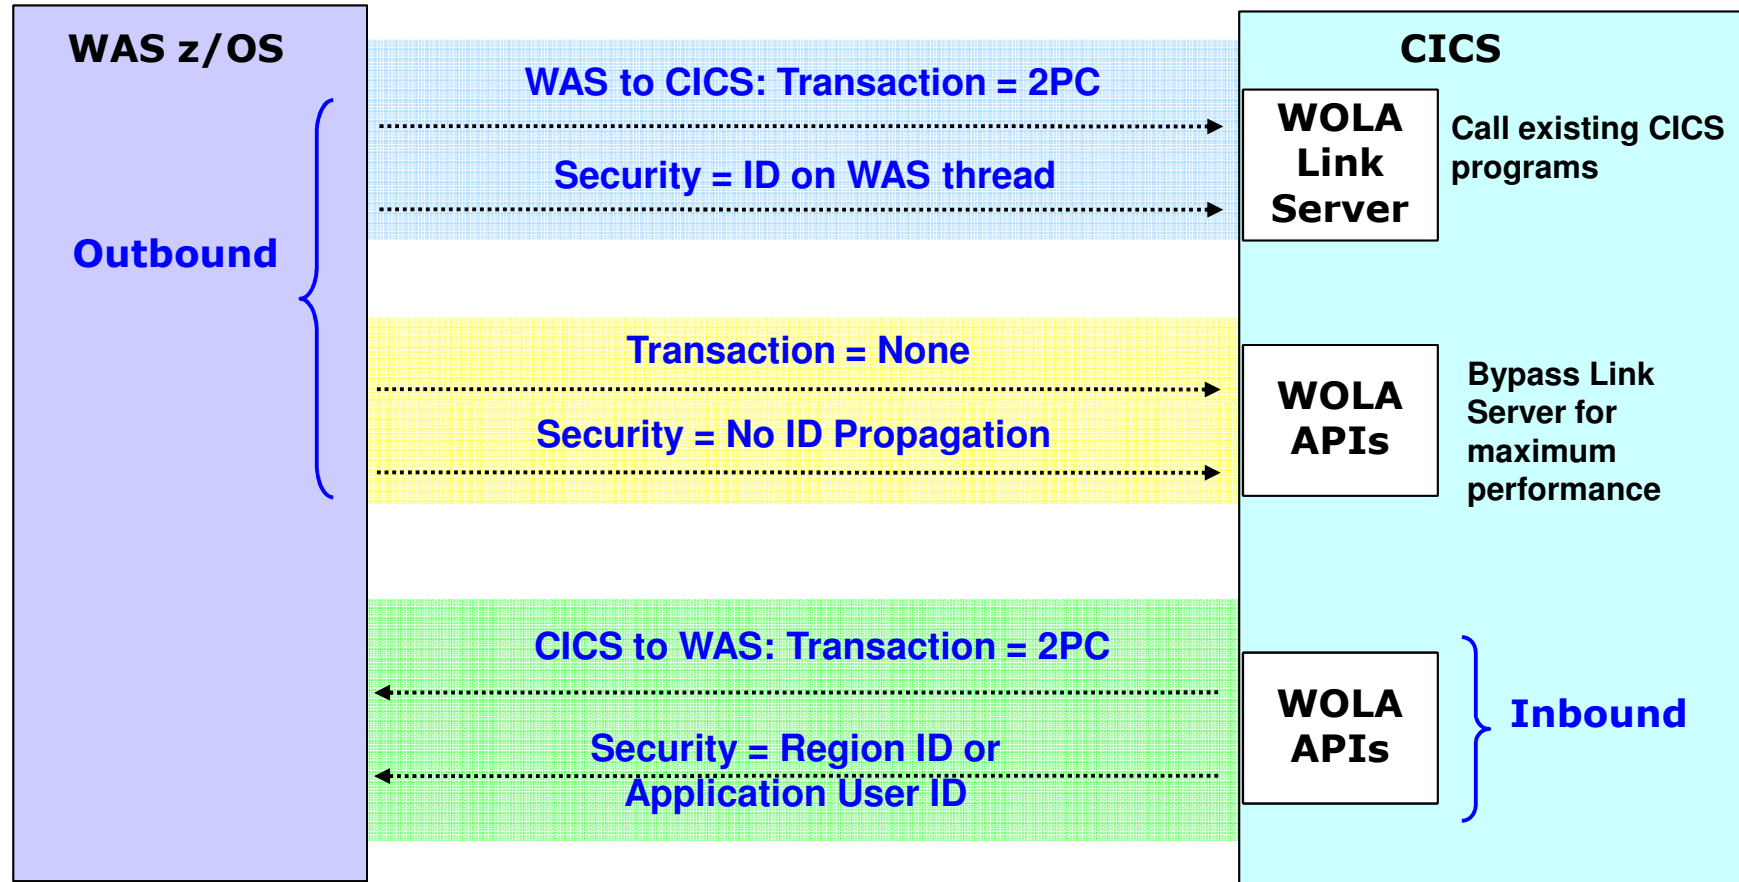 WAS z/OS
CICS
WAS to CICS: Transaction = 2PC
Security = ID on WAS thread
WOLA
Link
Server
Call existing CICS
programs
Outbound
Transaction = None
Security = No ID Propagation
WOLA
APIs
Bypass Link
Server for
maximum
performance
CICS to WAS: Transaction = 2PC
Security = Region ID or
Application User ID
WOLA
APIs
Inbound